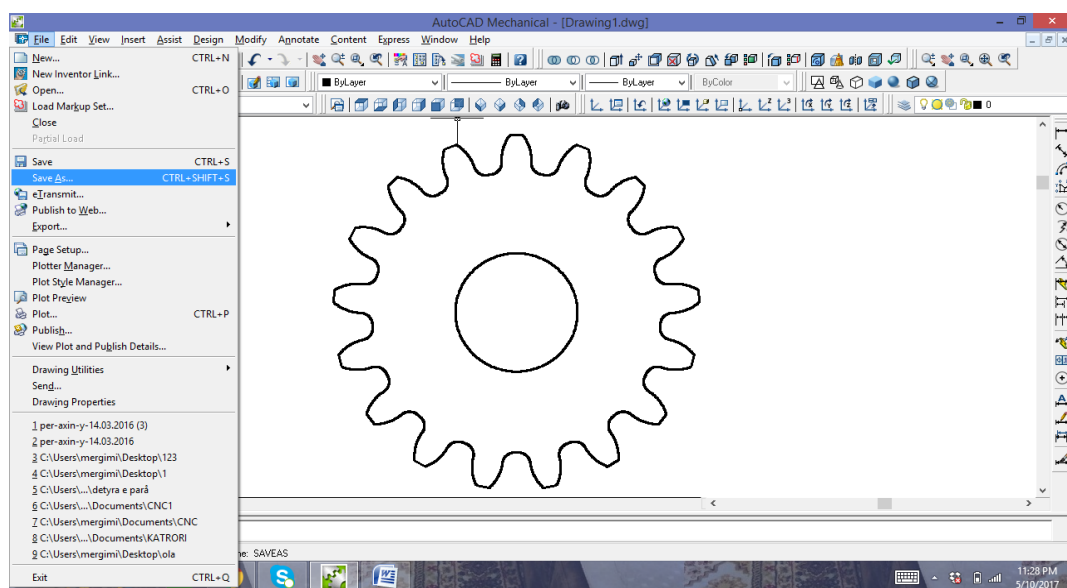 AutoCAD Mechanical - [Drawing1.dwg]
File Edit View Insert Assist Design Modify Annotate Content Express Window Help
New... CTRL+N
New Inventor Link...
Open... CTRL+O
Load Markup Set...
Close
Partial Load
Save CTRL+S
Save As... CTRL+SHIFT+S
eTransmit...
Publish to Web...
Export...
Page Setup...
Plotter Manager...
Plot Style Manager...
Plot Preview
Plot... CTRL+P
Publish...
View Plot and Publish Details...
Drawing Utilities
Send...
Drawing Properties
1 per-axin-y-14.03.2016 (3)
2 per-axin-y-14.03.2016
3 C:\Users\mergimi\Desktop\123
4 C:\Users\mergimi\Desktop\1
5 C:\Users\...\detyra e parå
6 C:\Users\...\Documents\CNC1
7 C:\Users\mergimi\Documents\CNC
8 C:\Users\...\Documents\KATRORI
9 C:\Users\mergimi\Desktop\ola
Exit CTRL+Q
ByLayer ByLayer ByLayer ByColor
0
ne: SAVEAS
11:28 PM
5/10/2017